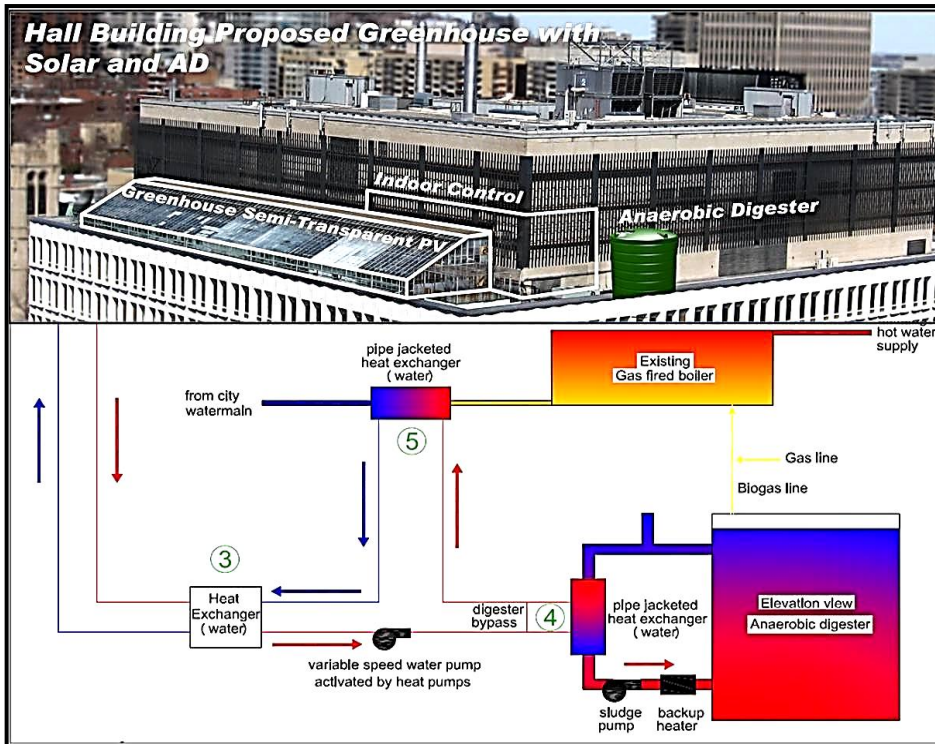 Hall Building Proposed Greenhouse with
Solar and AD
Indoor Control
Greenhouse Semi-Transparent PV
Anaerobic Digester
hot water
supply
pipe jacketed
heat exchanger
(water)
Existing
Gas fired boiler
from city
watermain
5
Gas line
Biogas line
3
Heat
Exchanger
(water)
digester
bypass
4
pipe jacketed
heat exchanger
(water)
Elevation view
Anaerobic digester
variable speed water pump
activated by heat pumps
sludge
pump
backup
heater